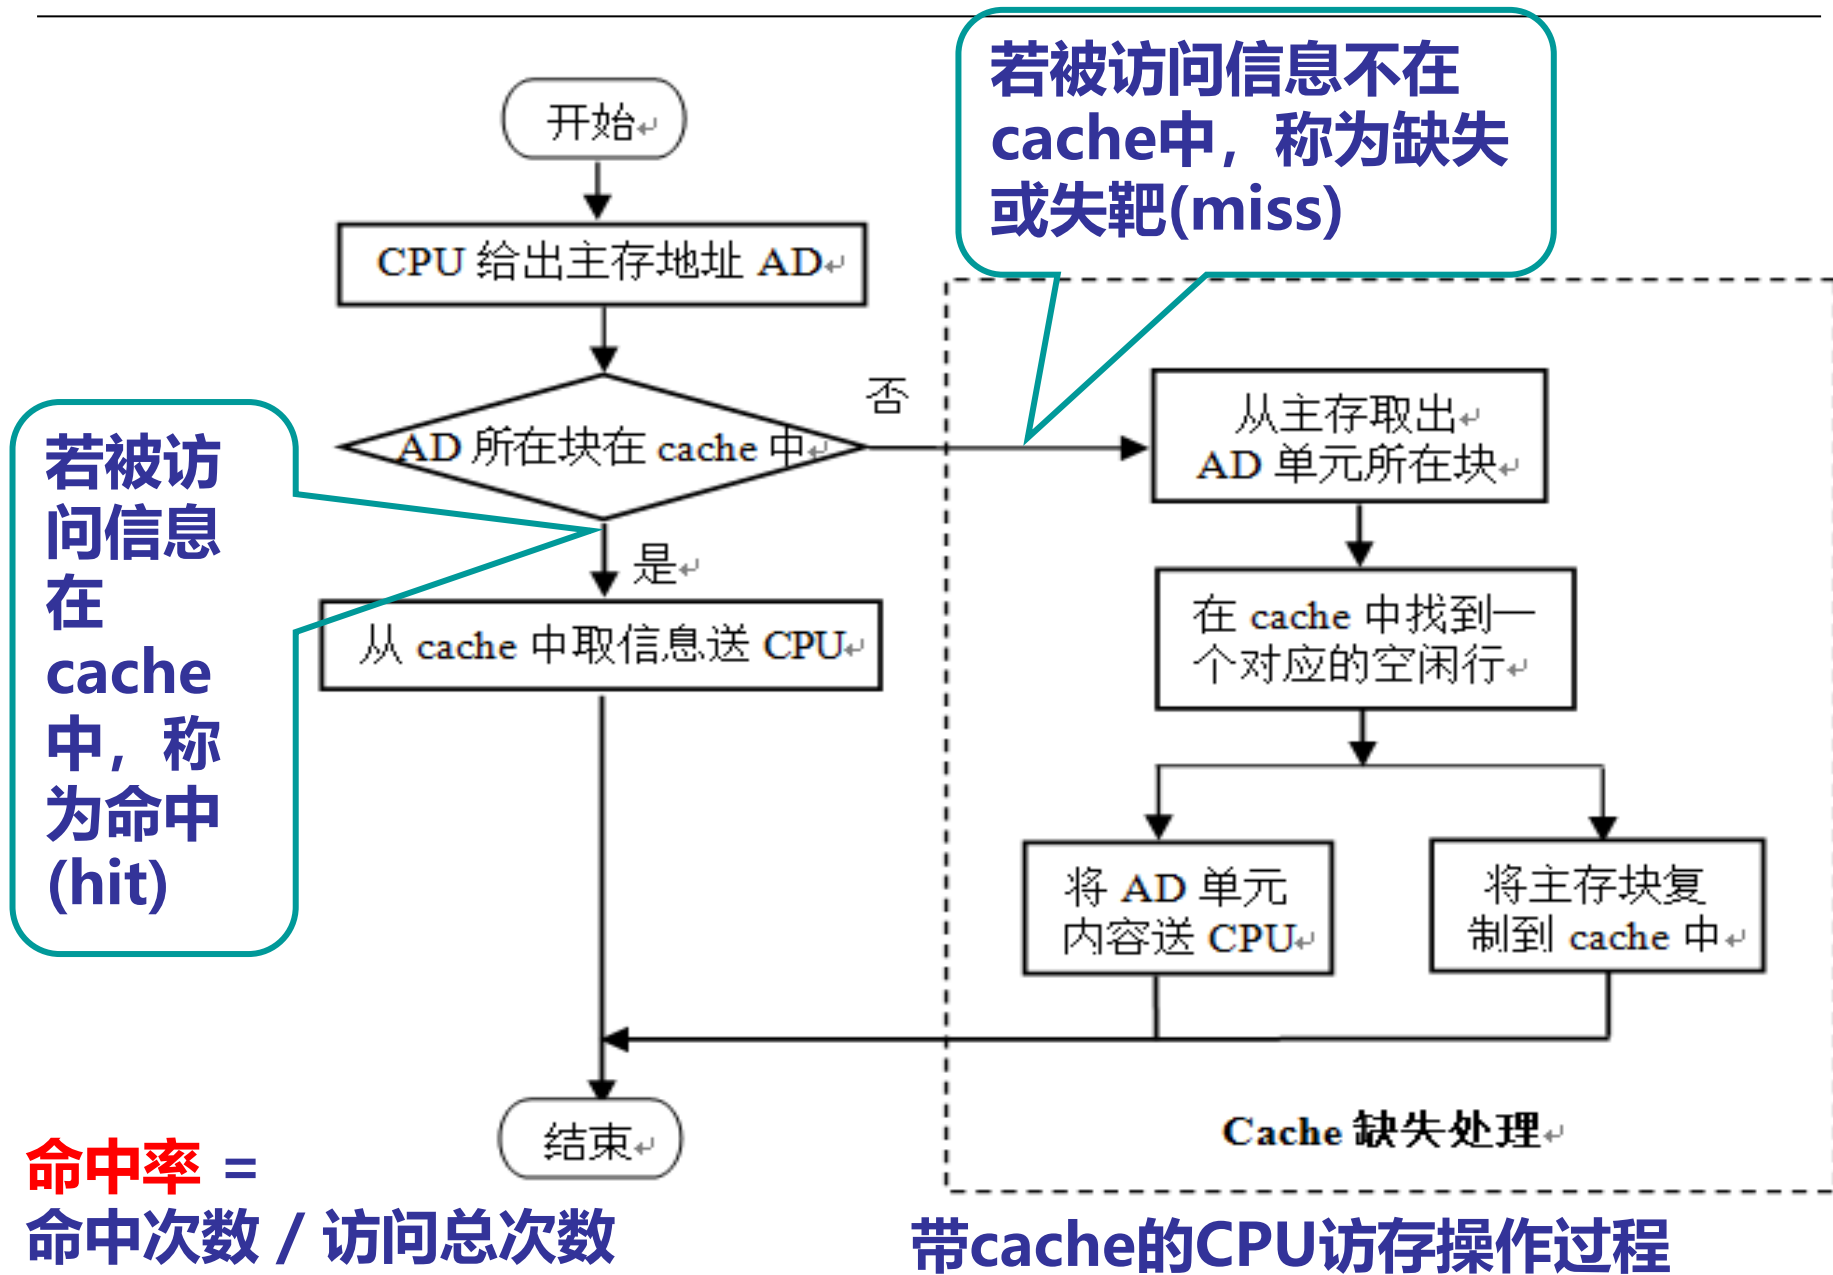 若被访问信息不在
cache中，称为缺失
或失靶(miss)
开始
CPU 给出主存地址 AD
否
AD 所在块在 cache 中
是
从 cache 中取信息送 CPU
若被访
问信息
在
cache
中，称
为命中
(hit)
从主存取出
AD 单元所在块
在 cache 中找到一
个对应的空闲行
将 AD 单元
内容送 CPU
将主存块复
制到 cache 中
结束
Cache 缺失处理
命中率 =
命中次数 / 访问总次数
带cache的CPU访存操作过程